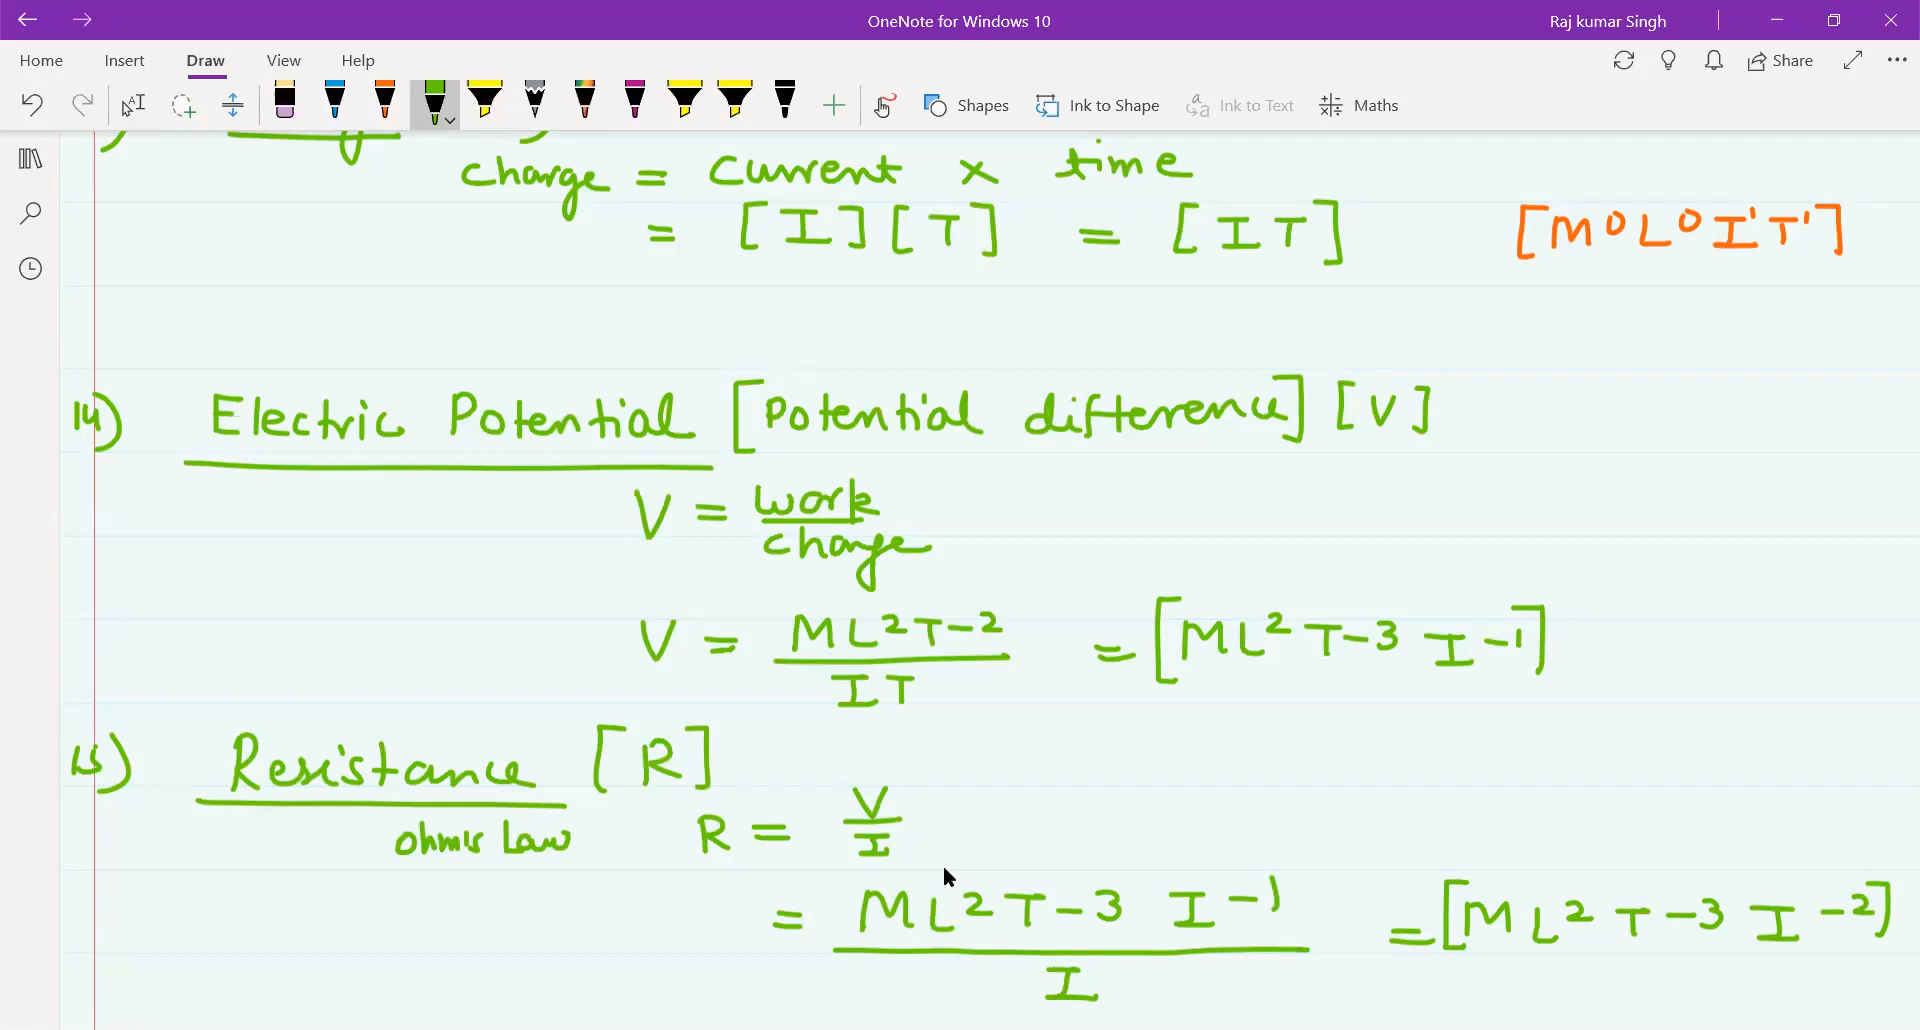 OneNote for Windows 10
Raj kumar Singh
Home Insert Draw View Help
Share
Shapes Ink to Shape Ink to Text Maths
charge = Current × time
= [I][T] = [IT] [M⁰L⁰I¹T¹]
14) Electric Potential [Potential difference] [V]
V = work / charge
V = ML²T-2 / IT = [ML² T-3 I-1]
15) Resistance [R]
ohm's Law R = V / I
= ML²T-3 I-1 / I = [ML² T-3 I-2]